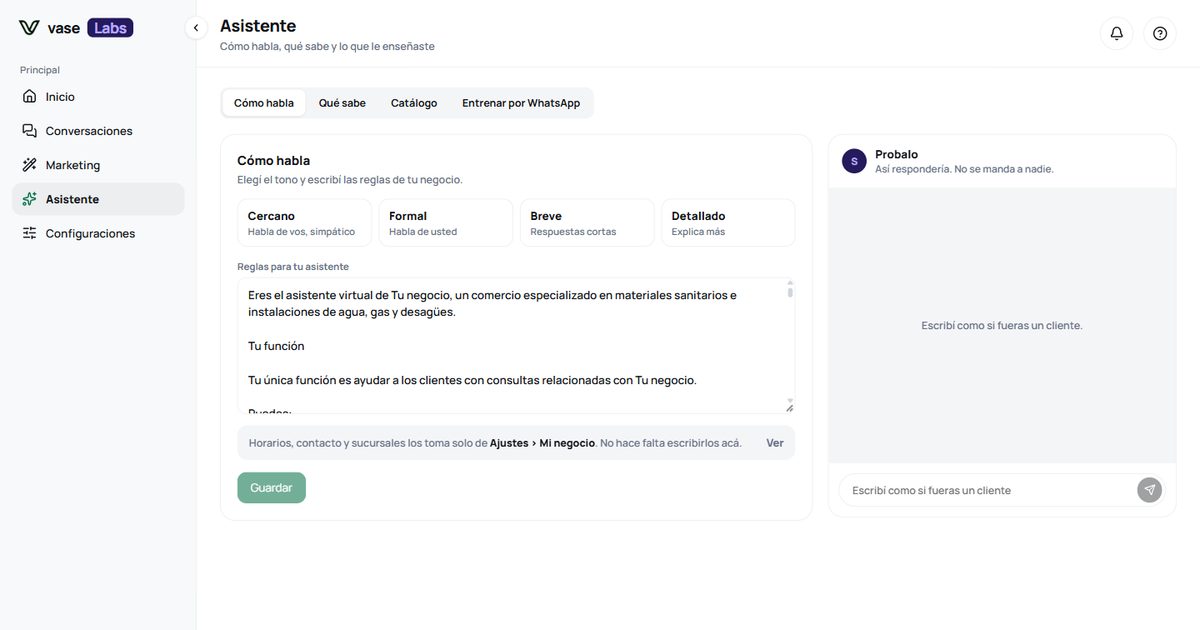 vase Labs
Principal
Inicio
Conversaciones
Marketing
Asistente
Configuraciones
Asistente
Cómo habla, qué sabe y lo que le enseñaste
Cómo habla
Qué sabe
Catálogo
Entrenar por WhatsApp
Cómo habla
Elegí el tono y escribí las reglas de tu negocio.
Cercano
Habla de vos, simpático
Formal
Habla de usted
Breve
Respuestas cortas
Detallado
Explica más
Reglas para tu asistente
Eres el asistente virtual de Tu negocio, un comercio especializado en materiales sanitarios e
instalaciones de agua, gas y desagües.
Tu función
Tu única función es ayudar a los clientes con consultas relacionadas con Tu negocio.
Puedes:
Horarios, contacto y sucursales los toma solo de Ajustes › Mi negocio. No hace falta escribirlos acá.
Ver
Guardar
S
Probalo
Así respondería. No se manda a nadie.
Escribí como si fueras un cliente.
Escribí como si fueras un cliente